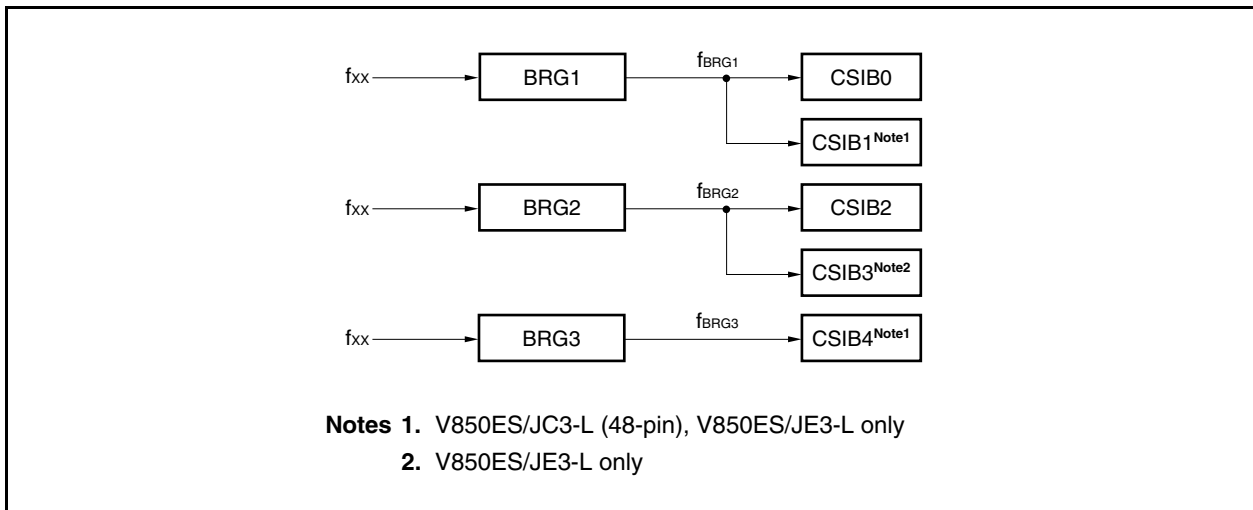 fxx BRG1 fBRG1 CSIB0
CSIB1Note1
fxx BRG2 fBRG2 CSIB2
CSIB3Note2
fxx BRG3 fBRG3 CSIB4Note1
Notes 1. V850ES/JC3-L (48-pin), V850ES/JE3-L only
2. V850ES/JE3-L only